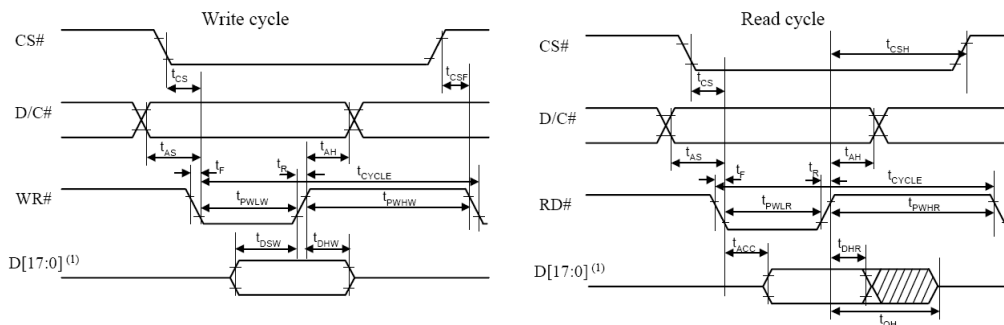 Write cycle
CS#
tCS
tCSF
D/C#
tAS
tF
tR
tAH
tCYCLE
WR#
tPWLW
tPWHW
tDSW
tDHW
D[17:0] (1)
Read cycle
CS#
tCSH
tCS
D/C#
tAS
tF
tR
tAH
tCYCLE
RD#
tPWLR
tPWHR
tACC
tDHR
D[17:0] (1)
tOH